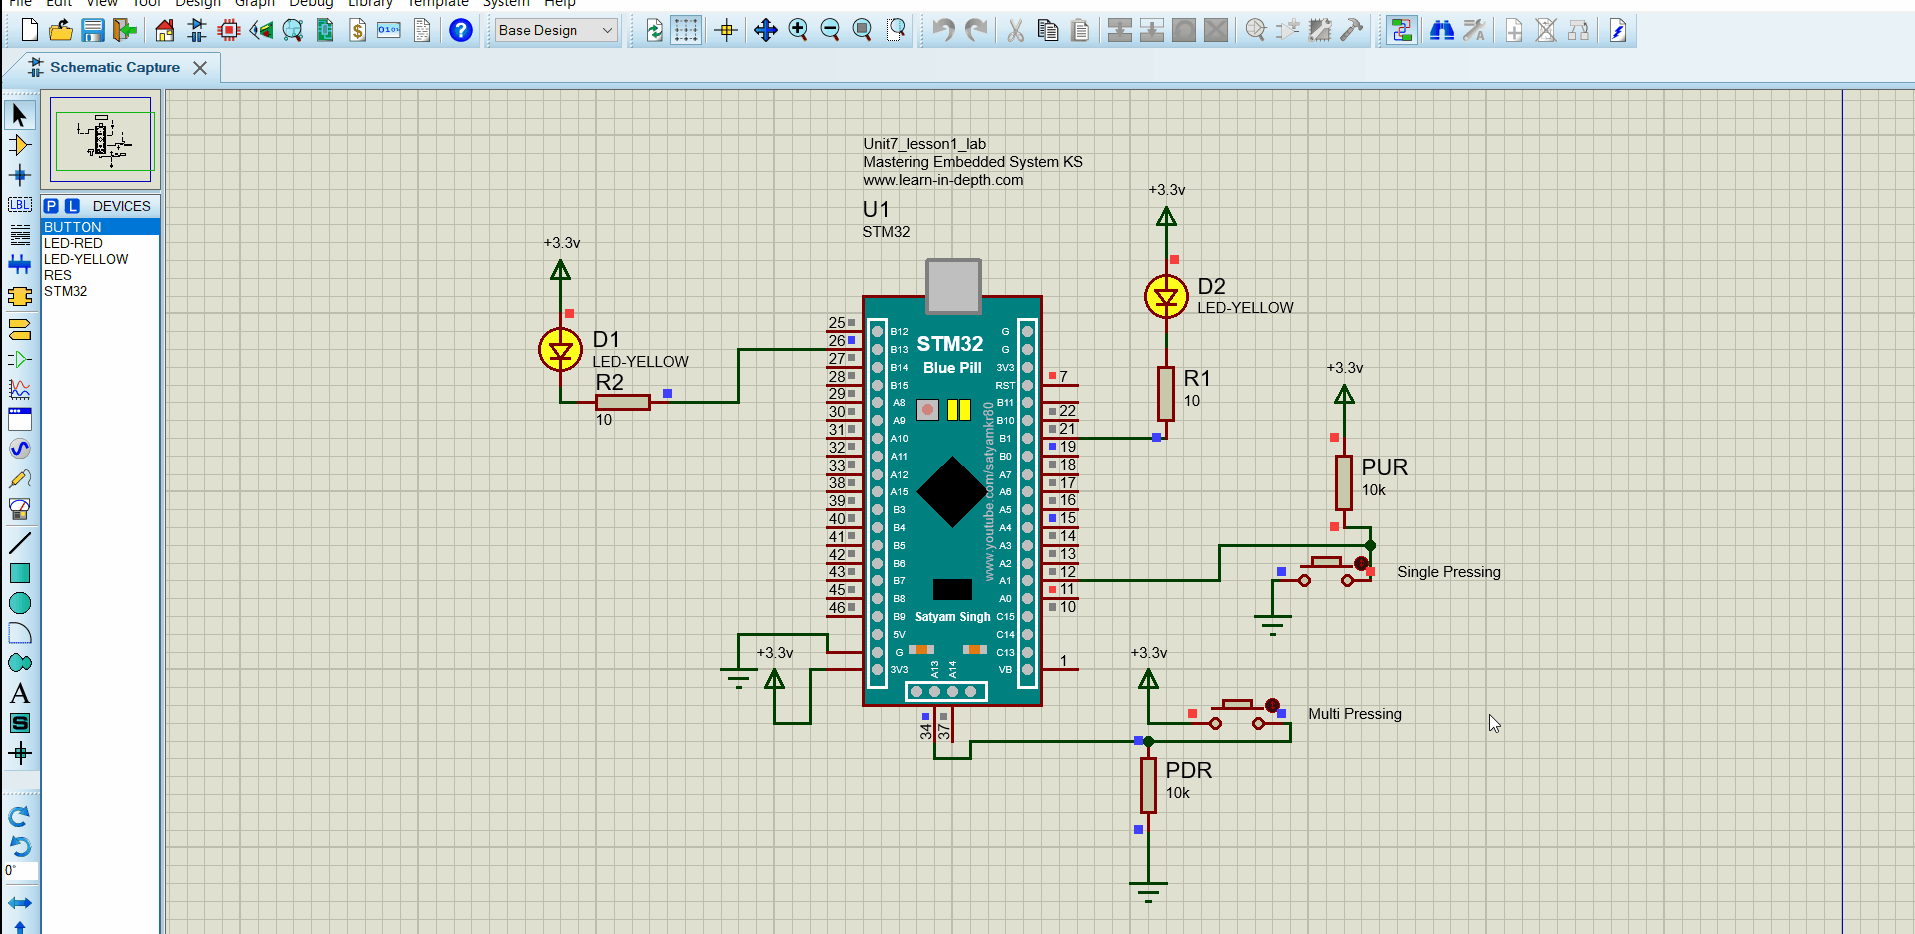 File Edit View Tool Design Graph Debug Library Template System Help
Base Design
Schematic Capture
P L DEVICES
BUTTON
LED-RED
LED-YELLOW
RES
STM32
LBL
A
S
0°
Unit7_lesson1_lab
Mastering Embedded System KS
www.learn-in-depth.com
U1
STM32
+3.3v
D1
LED-YELLOW
R2
10
+3.3v
D2
LED-YELLOW
R1
10
+3.3v
PUR
10k
Single Pressing
+3.3v
Multi Pressing
PDR
10k
+3.3v
STM32
Blue Pill
www.youtube.com/satyamkr80
Satyam Singh
25 B12
26 B13
27 B14
28 B15
29 A8
30 A9
31 A10
32 A11
33 A12
38 A15
39 B3
40 B4
41 B5
42 B6
43 B7
45 B8
46 B9
5V
G
3V3
G
G
3V3
RST 7
B11
B10 22
B1 21
B0 19
A7 18
A6 17
A5 16
A4 15
A3 14
A2 13
A1 12
A0 11
C15 10
C14
C13
VB 1
A13 A14
34 37